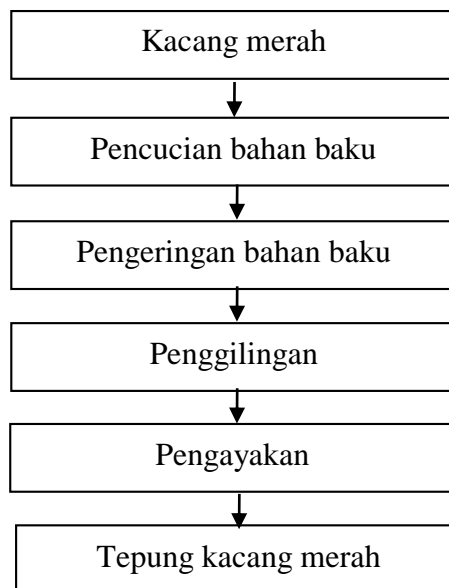 Kacang merah
Pencucian bahan baku
Pengeringan bahan baku
Penggilingan
Pengayakan
Tepung kacang merah